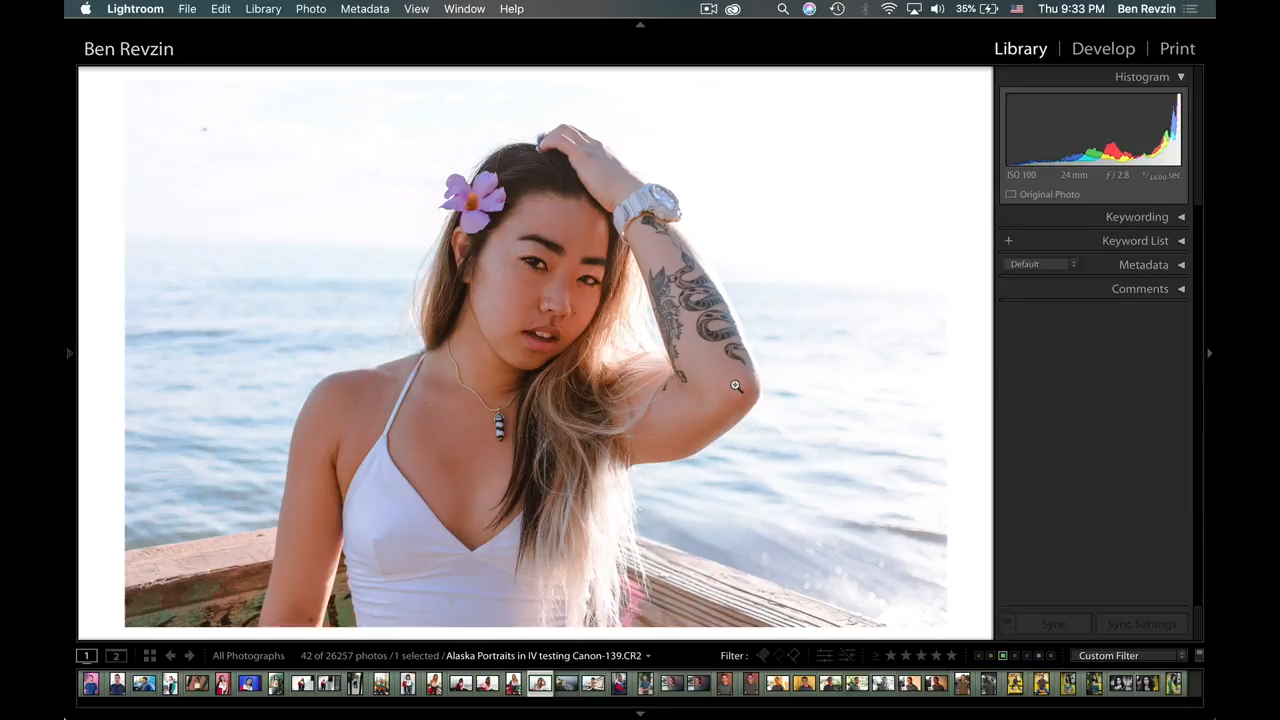 Lightroom File Edit Library Photo Metadata View Window Help 35% Thu 9:33 PM Ben Revzin
Ben Revzin Library | Develop | Print
Histogram
ISO 100 24 mm ƒ / 2.8 1/1600 sec
Original Photo
Keywording
+ Keyword List
Default Metadata
Comments
Sync Sync Settings
1 2 All Photographs 42 of 26257 photos / 1 selected / Alaska Portraits in IV testing Canon-139.CR2 Filter : ≥ ★★★★★ Custom Filter